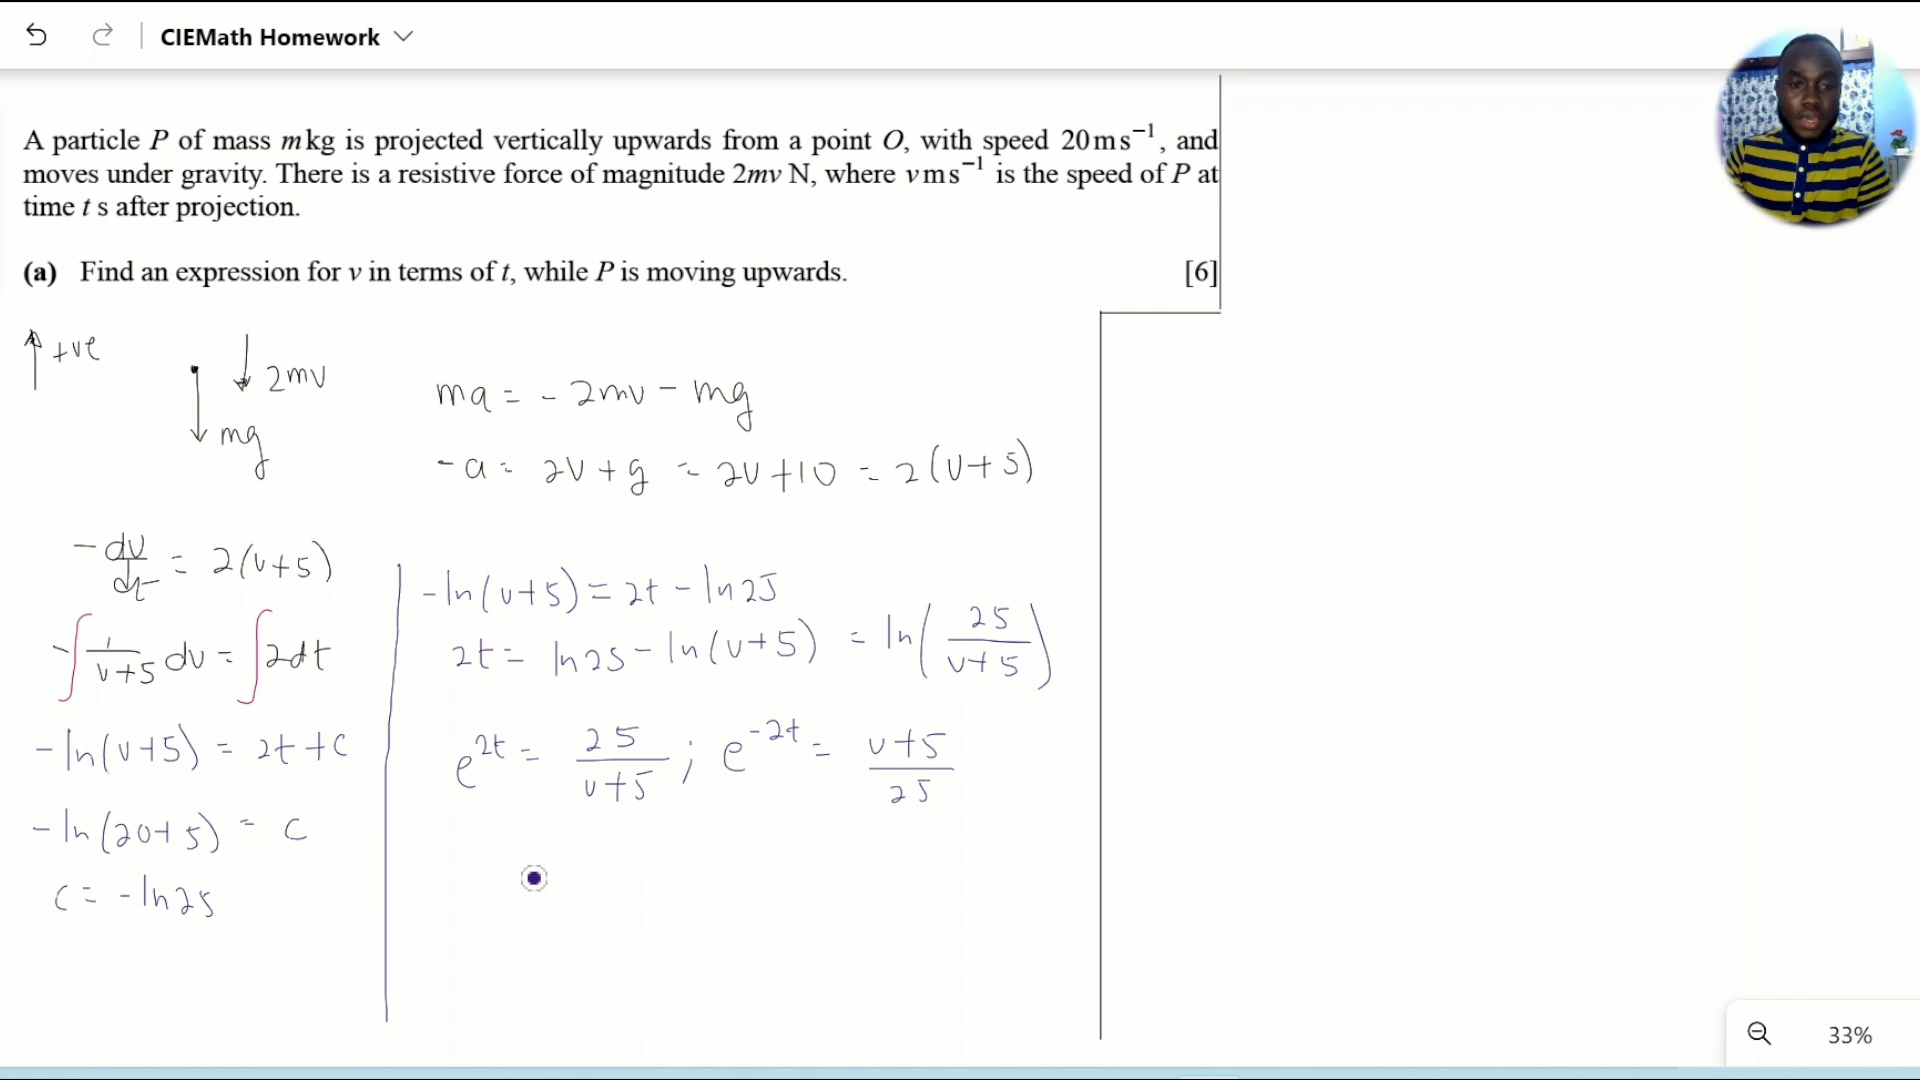 CIEMath Homework
A particle P of mass m kg is projected vertically upwards from a point O, with speed 20 m s⁻¹, and
moves under gravity. There is a resistive force of magnitude 2mv N, where v m s⁻¹ is the speed of P at
time t s after projection.
(a) Find an expression for v in terms of t, while P is moving upwards. [6]
+ve
2mv
mg
ma = - 2mv - mg
-a = 2v + g = 2v + 10 = 2(v+5)
-dv/dt = 2(v+5)
-∫ 1/(v+5) dv = ∫ 2dt
-ln(v+5) = 2t + c
-ln(20+5) = c
c = -ln25
-ln(v+5) = 2t - ln25
2t = ln25 - ln(v+5) = ln(25/(v+5))
e^2t = 25/(v+5) ; e^-2t = (v+5)/25
33%